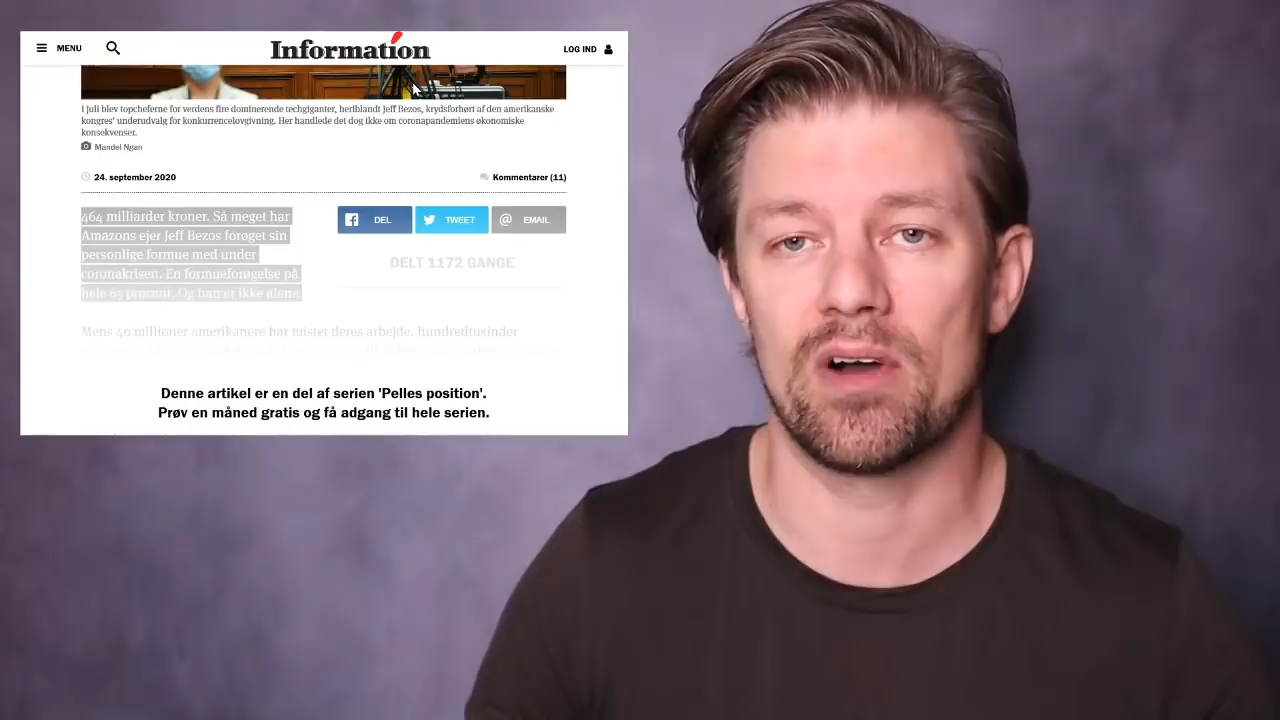 MENU
Information
LOG IND
I juli blev topcheferne for verdens fire dominerende techgiganter, heriblandt Jeff Bezos, krydsforhørt af den amerikanske
kongres' underudvalg for konkurrencelovgivning. Her handlede det dog ikke om coronapandemiens økonomiske
konsekvenser.
Mandel Ngan
24. september 2020
Kommentarer (11)
464 milliarder kroner. Så meget har
Amazons ejer Jeff Bezos forøget sin
personlige formue med under
coronakrisen. En formueforøgelse på
hele 63 procent. Og han er ikke alene.
DEL
TWEET
@ EMAIL
DELT 1172 GANGE
Mens 40 millioner amerikanere har mistet deres arbejde, hundredtusinder
Denne artikel er en del af serien 'Pelles position'.
Prøv en måned gratis og få adgang til hele serien.